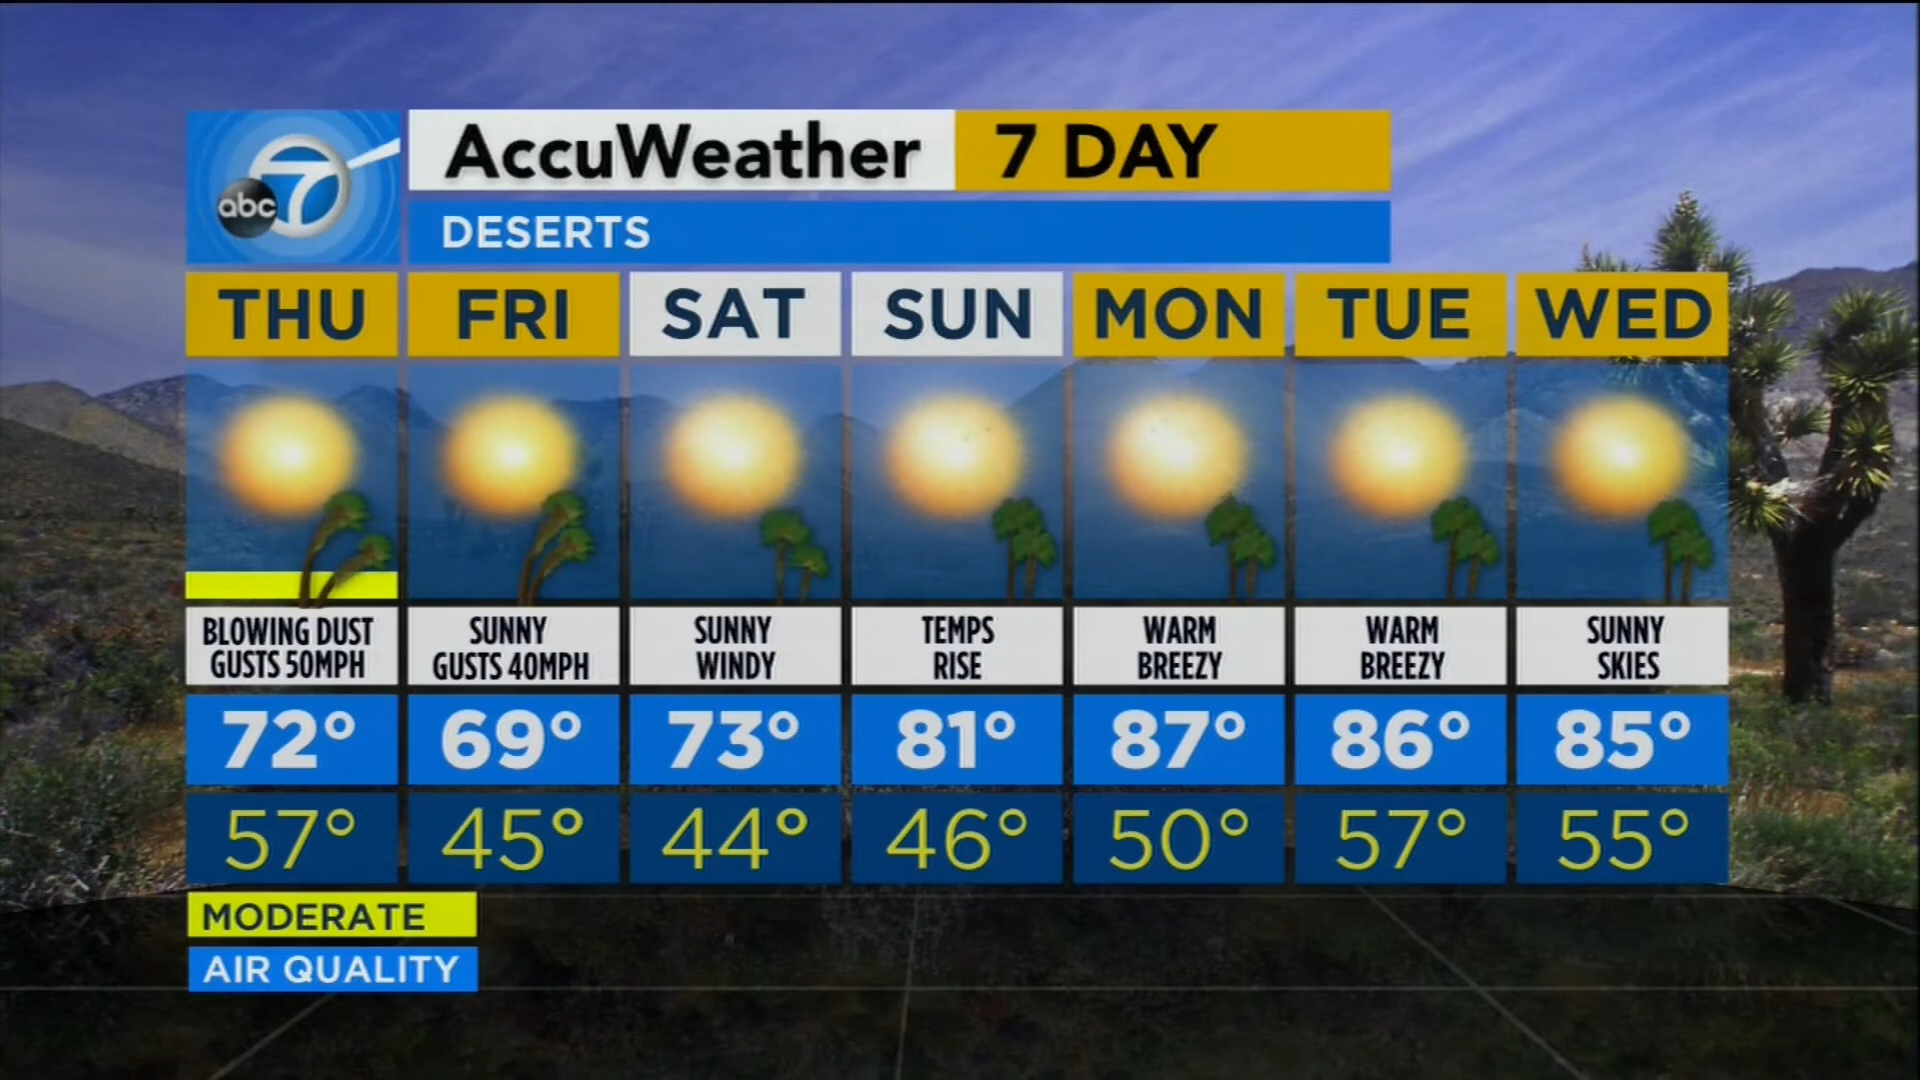 abc 7
AccuWeather 7 DAY
DESERTS
THU FRI SAT SUN MON TUE WED
BLOWING DUST SUNNY SUNNY TEMPS WARM WARM SUNNY
GUSTS 50MPH GUSTS 40MPH WINDY RISE BREEZY BREEZY SKIES
72° 69° 73° 81° 87° 86° 85°
57° 45° 44° 46° 50° 57° 55°
MODERATE
AIR QUALITY